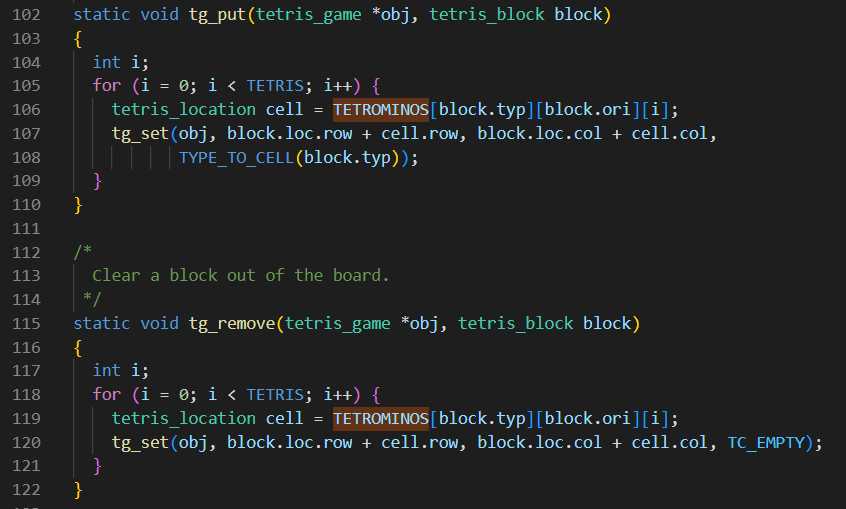 102 static void tg_put(tetris_game *obj, tetris_block block)
103 {
104   int i;
105   for (i = 0; i < TETRIS; i++) {
106     tetris_location cell = TETROMINOS[block.typ][block.ori][i];
107     tg_set(obj, block.loc.row + cell.row, block.loc.col + cell.col,
108            TYPE_TO_CELL(block.typ));
109   }
110 }
111
112 /*
113   Clear a block out of the board.
114  */
115 static void tg_remove(tetris_game *obj, tetris_block block)
116 {
117   int i;
118   for (i = 0; i < TETRIS; i++) {
119     tetris_location cell = TETROMINOS[block.typ][block.ori][i];
120     tg_set(obj, block.loc.row + cell.row, block.loc.col + cell.col, TC_EMPTY);
121   }
122 }